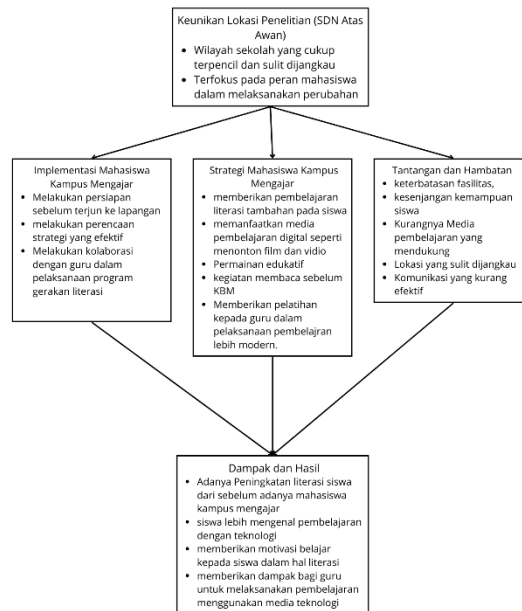 Keunikan Lokasi Penelitian (SDN Atas
Awan)
• Wilayah sekolah yang cukup
terpencil dan sulit dijangkau
• Terfokus pada peran mahasiswa
dalam melaksanakan perubahan
Implementasi Mahasiswa
Kampus Mengajar
• Melakukan persiapan
sebelum terjun ke lapangan
• melakukan perencaan
strategi yang efektif
• Melakukan kolaborasi
dengan guru dalam
pelaksanaan program
gerakan literasi
Strategi Mahasiswa Kampus
Mengajar
• memberikan pembelajaran
literasi tambahan pada siswa
• memanfaatkan media
pembelajaran digital seperti
menonton film dan vidio
• Permainan edukatif
• kegiatan membaca sebelum
KBM
• Memberikan pelatihan
kepada guru dalam
pelaksanaan pembelajran
lebih modern.
Tantangan dan Hambatan
• keterbatasan fasilitas,
• kesenjangan kemampuan
siswa
• Kurangnya Media
pembelajaran yang
mendukung
• Lokasi yang sulit dijangkau
• Komunikasi yang kurang
efektif
Dampak dan Hasil
• Adanya Peningkatan literasi siswa
dari sebelum adanya mahasiswa
kampus mengajar
• siswa lebih mengenal pembelajaran
dengan teknologi
• memberikan motivasi belajar
kepada siswa dalam hal literasi
• memberikan dampak bagi guru
untuk melaksanakan pembelajaran
menggunakan media teknologi